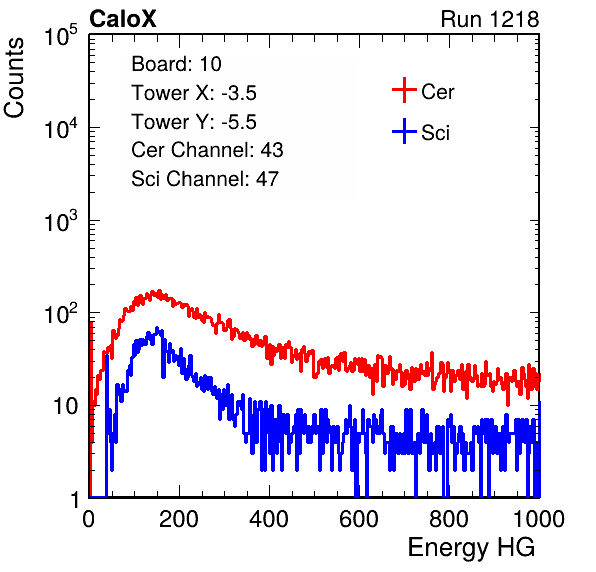 CaloX Run 1218
Counts
Board: 10
Tower X: -3.5
Tower Y: -5.5
Cer Channel: 43
Sci Channel: 47
Cer
Sci
10^5
10^4
10^3
10^2
10
1
0 200 400 600 800 1000
Energy HG